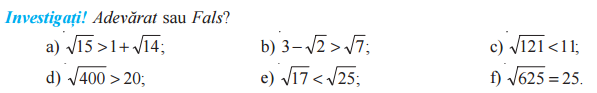 Investigați! Adevărat sau Fals?
a) √15 > 1 + √14; b) 3 − √2 > √7; c) √121 < 11;
d) √400 > 20; e) √17 < √25; f) √625 = 25.